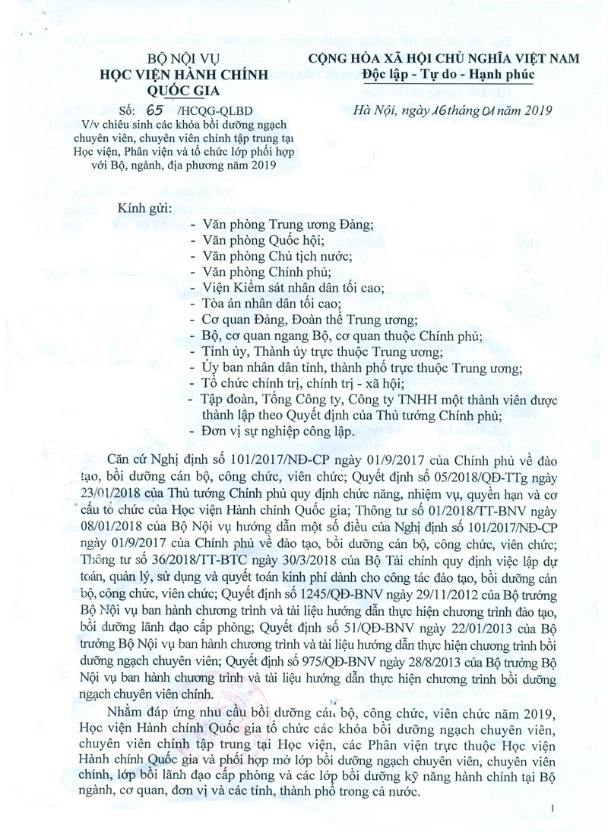 BỘ NỘI VỤ
HỌC VIỆN HÀNH CHÍNH
QUỐC GIA
Số: 65 /HCQG-QLBD
V/v chiêu sinh các khóa bồi dưỡng ngạch
chuyên viên, chuyên viên chính tập trung tại
Học viện, Phân viện và tổ chức lớp phối hợp
với Bộ, ngành, địa phương năm 2019
CỘNG HÒA XÃ HỘI CHỦ NGHĨA VIỆT NAM
Độc lập - Tự do - Hạnh phúc
Hà Nội, ngày 16 tháng 01 năm 2019
Kính gửi:
- Văn phòng Trung ương Đảng;
- Văn phòng Quốc hội;
- Văn phòng Chủ tịch nước;
- Văn phòng Chính phủ;
- Viện Kiểm sát nhân dân tối cao;
- Tòa án nhân dân tối cao;
- Cơ quan Đảng, Đoàn thể Trung ương;
- Bộ, cơ quan ngang Bộ, cơ quan thuộc Chính phủ;
- Tỉnh ủy, Thành ủy trực thuộc Trung ương;
- Ủy ban nhân dân tỉnh, thành phố trực thuộc Trung ương;
- Tổ chức chính trị, chính trị - xã hội;
- Tập đoàn, Tổng Công ty, Công ty TNHH một thành viên được
thành lập theo Quyết định của Thủ tướng Chính phủ;
- Đơn vị sự nghiệp công lập.
Căn cứ Nghị định số 101/2017/NĐ-CP ngày 01/9/2017 của Chính phủ về đào
tạo, bồi dưỡng cán bộ, công chức, viên chức; Quyết định số 05/2018/QĐ-TTg ngày
23/01/2018 của Thủ tướng Chính phủ quy định chức năng, nhiệm vụ, quyền hạn và cơ
cấu tổ chức của Học viện Hành chính Quốc gia; Thông tư số 01/2018/TT-BNV ngày
08/01/2018 của Bộ Nội vụ hướng dẫn một số điều của Nghị định số 101/2017/NĐ-CP
ngày 01/9/2017 của Chính phủ về đào tạo, bồi dưỡng cán bộ, công chức, viên chức;
Thông tư số 36/2018/TT-BTC ngày 30/3/2018 của Bộ Tài chính quy định việc lập dự
toán, quản lý, sử dụng và quyết toán kinh phí dành cho công tác đào tạo, bồi dưỡng cán
bộ, công chức, viên chức; Quyết định số 1245/QĐ-BNV ngày 29/11/2012 của Bộ trưởng
Bộ Nội vụ ban hành chương trình và tài liệu hướng dẫn thực hiện chương trình đào tạo,
bồi dưỡng lãnh đạo cấp phòng; Quyết định số 51/QĐ-BNV ngày 22/01/2013 của Bộ
trưởng Bộ Nội vụ ban hành chương trình và tài liệu hướng dẫn thực hiện chương trình bồi
dưỡng ngạch chuyên viên; Quyết định số 975/QĐ-BNV ngày 28/8/2013 của Bộ trưởng Bộ
Nội vụ ban hành chương trình và tài liệu hướng dẫn thực hiện chương trình bồi dưỡng
ngạch chuyên viên chính.
Nhằm đáp ứng nhu cầu bồi dưỡng cán bộ, công chức, viên chức năm 2019,
Học viện Hành chính Quốc gia tổ chức các khóa bồi dưỡng ngạch chuyên viên,
chuyên viên chính tập trung tại Học viện, các Phân viện trực thuộc Học viện
Hành chính Quốc gia và phối hợp mở lớp bồi dưỡng ngạch chuyên viên, chuyên viên
chính, lớp bồi lãnh đạo cấp phòng và các lớp bồi dưỡng kỹ năng hành chính tại Bộ
ngành, cơ quan, đơn vị và các tỉnh, thành phố trong cả nước.
1